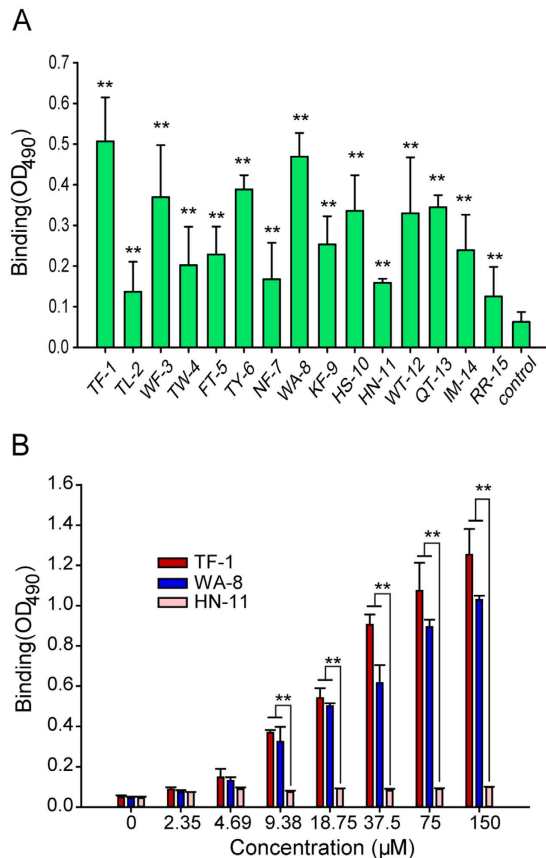 A
Binding(OD490)
0.7
0.6
0.5
0.4
0.3
0.2
0.1
0.0
** ** ** ** ** ** ** ** ** ** ** ** ** ** **
TF-1 TL-2 WF-3 TW-4 FT-5 TY-6 NF-7 WA-8 KF-9 HS-10 HN-11 WT-12 QT-13 IM-14 RR-15 control
B
Binding(OD490)
1.6
1.4
1.2
1.0
0.8
0.6
0.4
0.2
0.0
TF-1
WA-8
HN-11
** ** ** ** **
0 2.35 4.69 9.38 18.75 37.5 75 150
Concentration (µM)